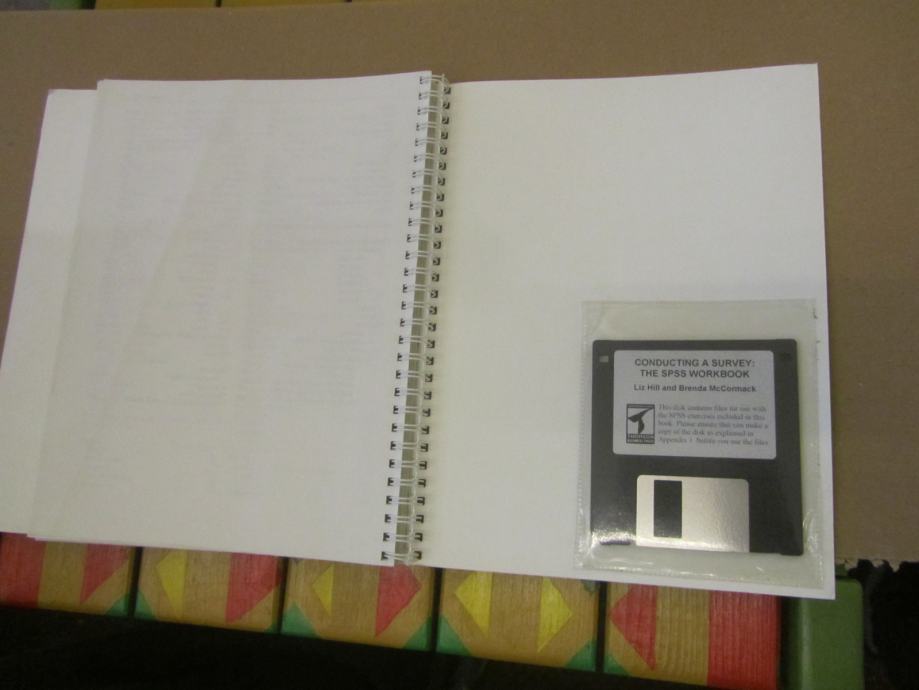 CONDUCTING A SURVEY:
THE SPSS WORKBOOK
Liz Hill and Brenda McCormack
This disk contains files for use with
the SPSS exercises included in this
book. Please ensure that you make a
copy of the disk as explained in
Appendix 1 before you use the files